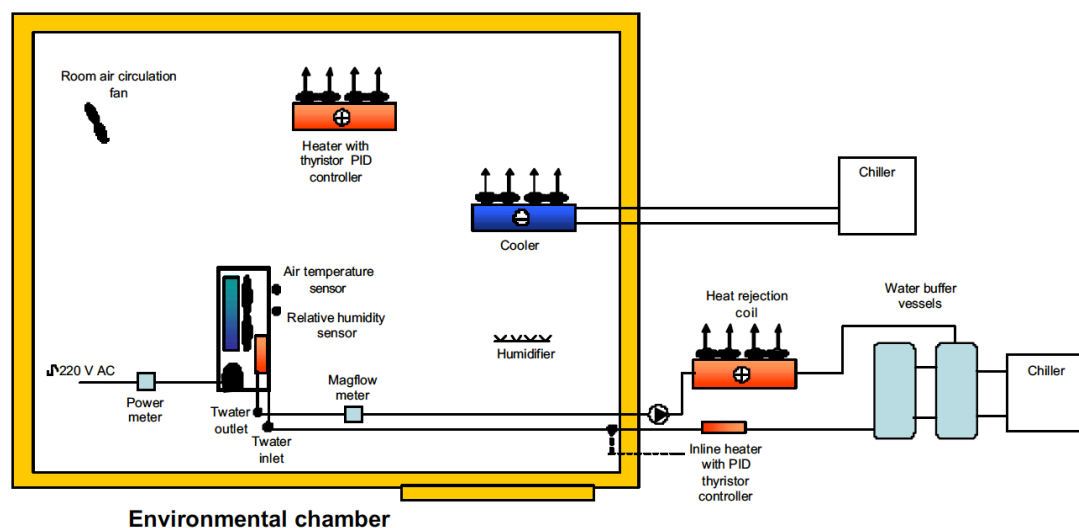 Room air circulation
fan
Heater with
thyristor PID
controller
Chiller
Cooler
Air temperature
sensor
Relative humidity
sensor
Humidifier
Heat rejection
coil
Water buffer
vessels
Chiller
220 V AC
Power
meter
Magflow
meter
Twater
outlet
Twater
inlet
Inline heater
with PID
thyristor
controller
Environmental chamber